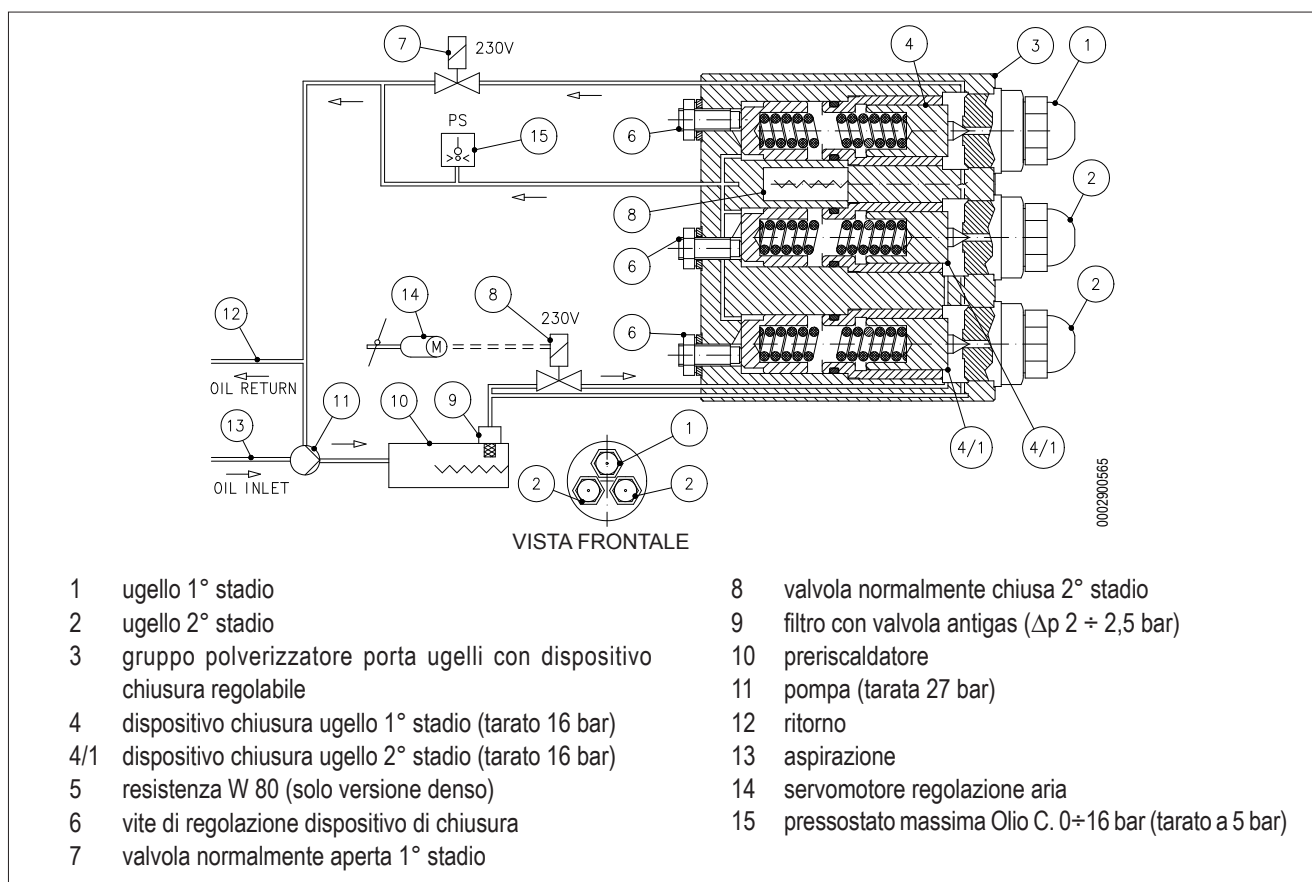 7
230V
4
3
1
PS
15
6
8
2
6
14
8
230V
12
6
2
M
OIL RETURN
11
10
9
13
1
4/1
4/1
OIL INLET
2
2
VISTA FRONTALE
0002900565
1 ugello 1° stadio
2 ugello 2° stadio
3 gruppo polverizzatore porta ugelli con dispositivo
chiusura regolabile
4 dispositivo chiusura ugello 1° stadio (tarato 16 bar)
4/1 dispositivo chiusura ugello 2° stadio (tarato 16 bar)
5 resistenza W 80 (solo versione denso)
6 vite di regolazione dispositivo di chiusura
7 valvola normalmente aperta 1° stadio
8 valvola normalmente chiusa 2° stadio
9 filtro con valvola antigas (Δp 2 ÷ 2,5 bar)
10 preriscaldatore
11 pompa (tarata 27 bar)
12 ritorno
13 aspirazione
14 servomotore regolazione aria
15 pressostato massima Olio C. 0÷16 bar (tarato a 5 bar)